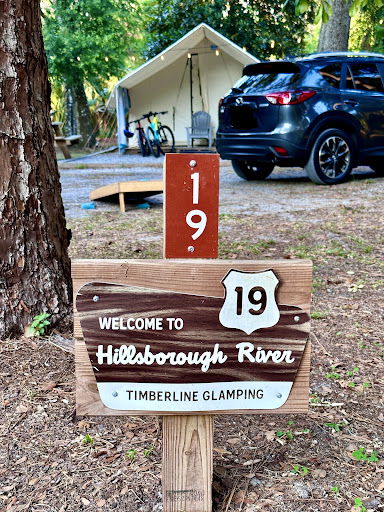 1
9
19
WELCOME TO
Hillsborough River
TIMBERLINE GLAMPING